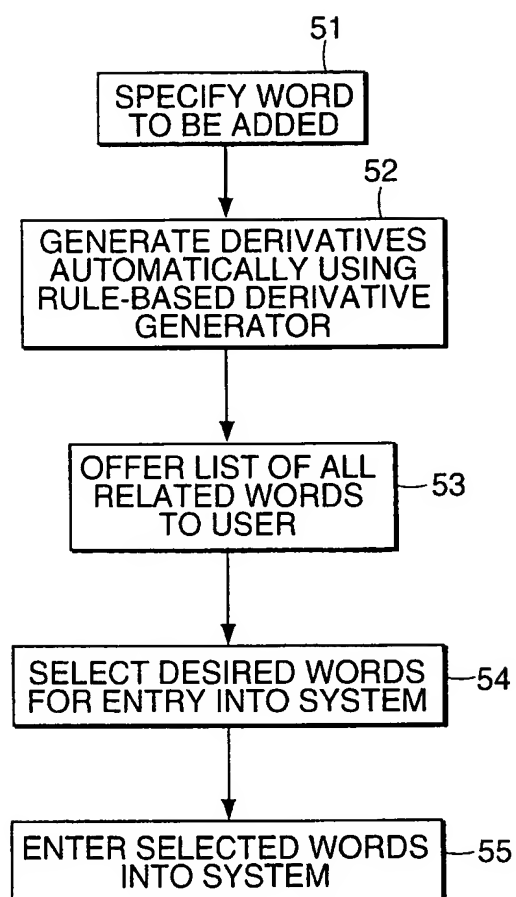 51
SPECIFY WORD
TO BE ADDED
52
GENERATE DERIVATIVES
AUTOMATICALLY USING
RULE-BASED DERIVATIVE
GENERATOR
OFFER LIST OF ALL
RELATED WORDS
TO USER
53
SELECT DESIRED WORDS
FOR ENTRY INTO SYSTEM
54
ENTER SELECTED WORDS
INTO SYSTEM
55